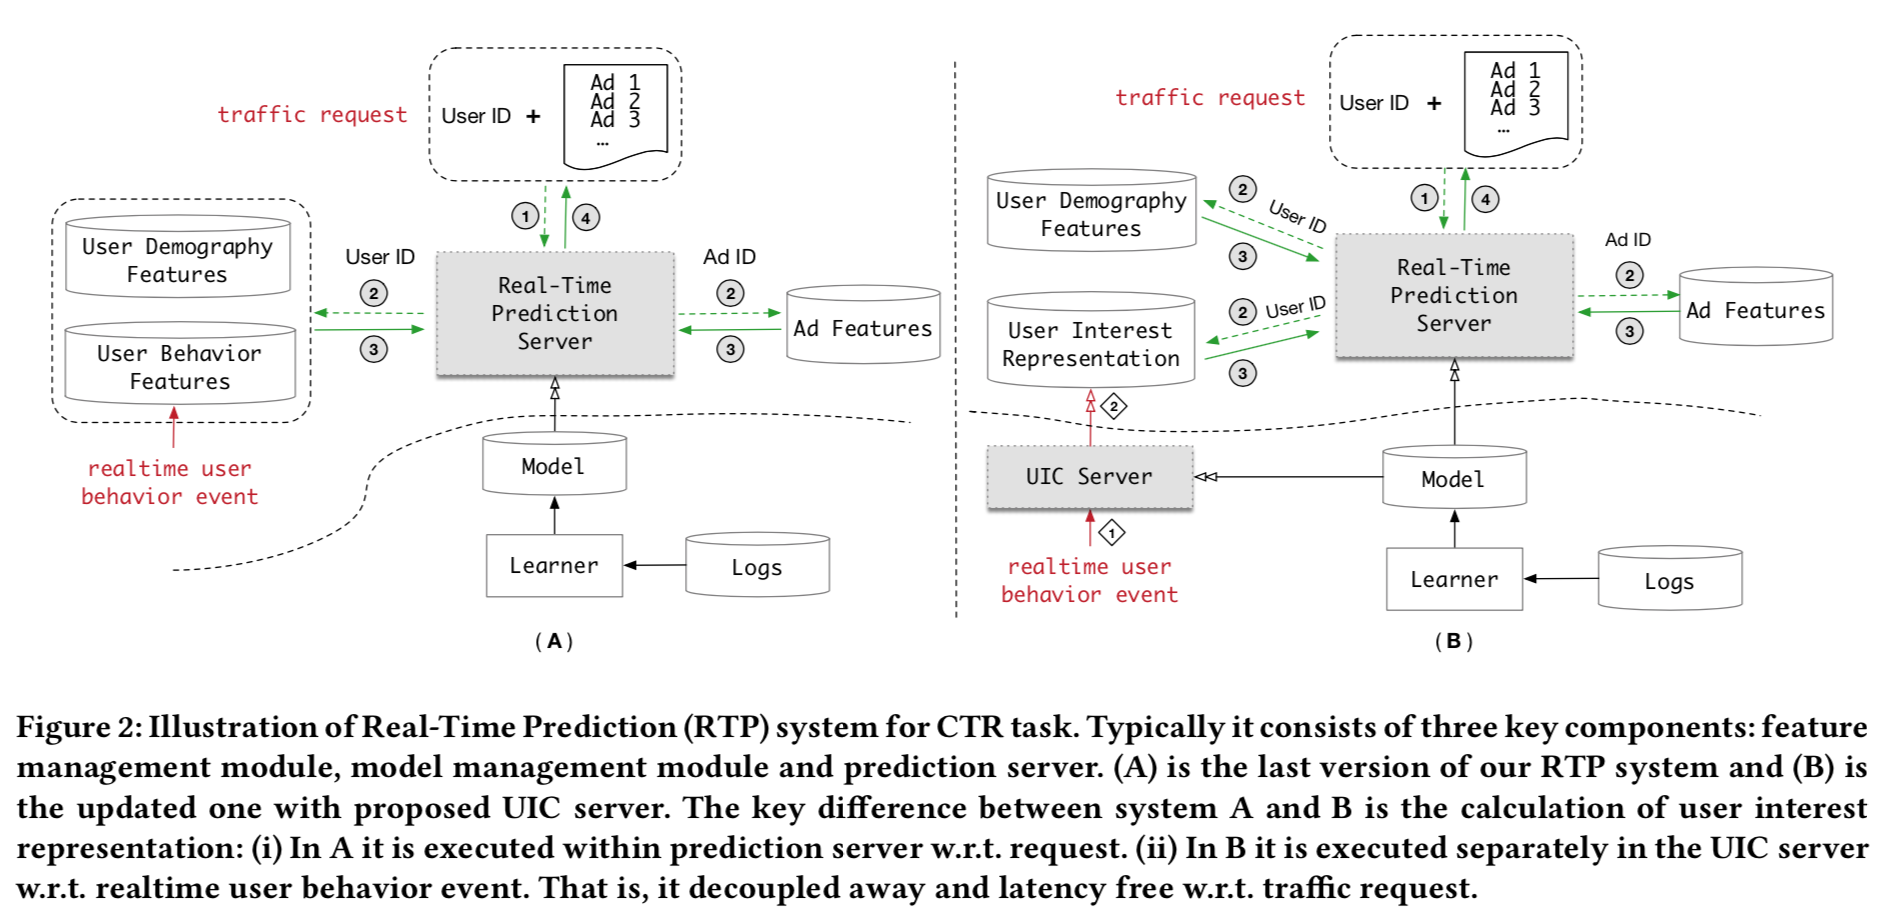 traffic request
User ID +
Ad 1
Ad 2
Ad 3
...
1
4
User Demography
Features
User Behavior
Features
User ID
2
3
Real-Time
Prediction
Server
Ad ID
2
3
Ad Features
realtime user
behavior event
Model
Learner
Logs
(A)
traffic request
User ID +
Ad 1
Ad 2
Ad 3
...
1
4
User Demography
Features
2
User ID
3
User Interest
Representation
2
User ID
3
Real-Time
Prediction
Server
Ad ID
2
3
Ad Features
2
UIC Server
1
realtime user
behavior event
Model
Learner
Logs
(B)
Figure 2: Illustration of Real-Time Prediction (RTP) system for CTR task. Typically it consists of three key components: feature
management module, model management module and prediction server. (A) is the last version of our RTP system and (B) is
the updated one with proposed UIC server. The key difference between system A and B is the calculation of user interest
representation: (i) In A it is executed within prediction server w.r.t. request. (ii) In B it is executed separately in the UIC server
w.r.t. realtime user behavior event. That is, it decoupled away and latency free w.r.t. traffic request.